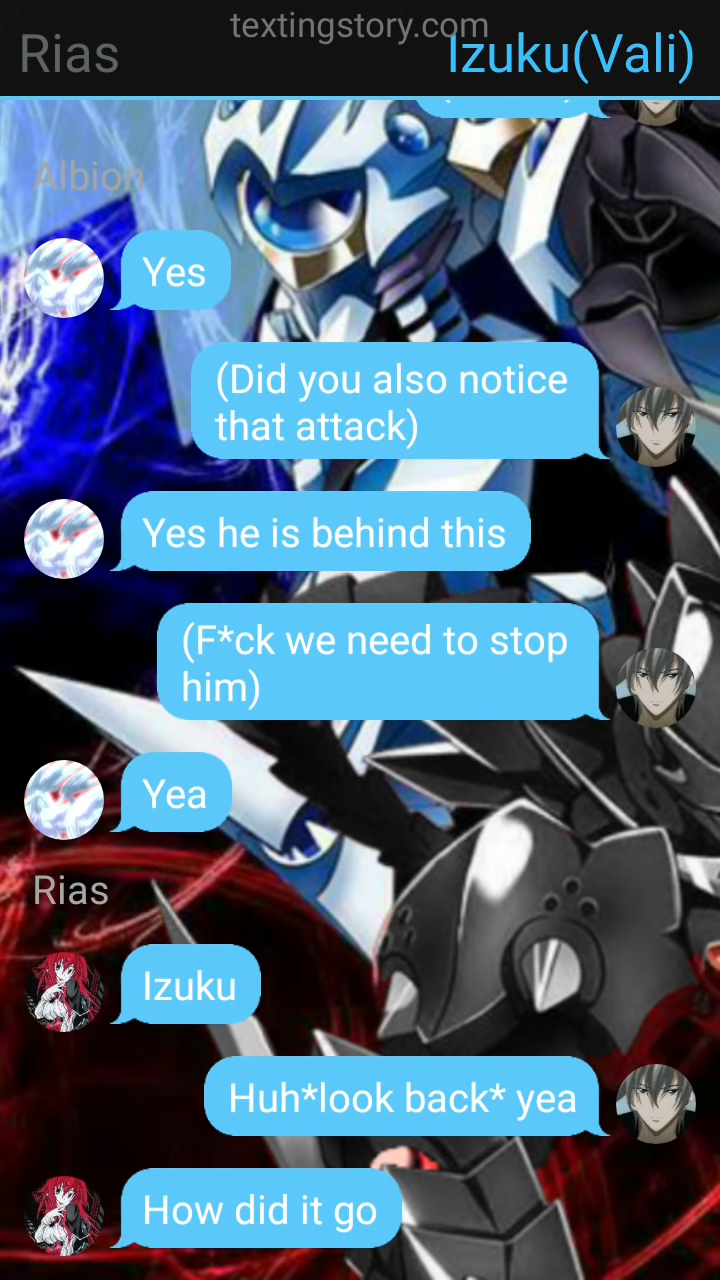 textingstory.com
Rias
Izuku(Vali)
Albion
Yes
(Did you also notice
that attack)
Yes he is behind this
(F*ck we need to stop
him)
Yea
Rias
Izuku
Huh*look back* yea
How did it go